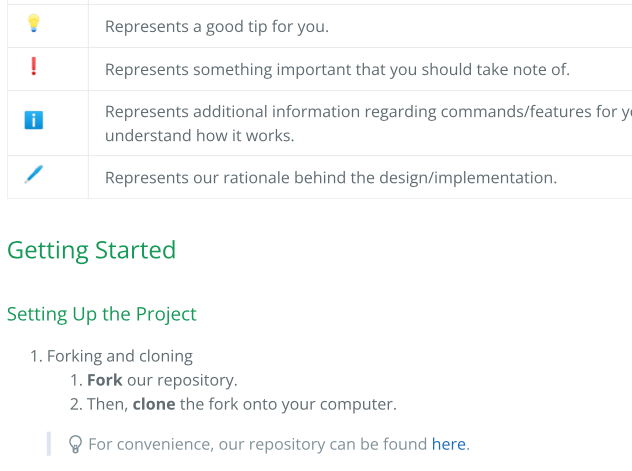 Represents a good tip for you.
Represents something important that you should take note of.
Represents additional information regarding commands/features for
understand how it works.
Represents our rationale behind the design/implementation.
Getting Started
Setting Up the Project
1. Forking and cloning
1. Fork our repository.
2. Then, clone the fork onto your computer.
For convenience, our repository can be found here.